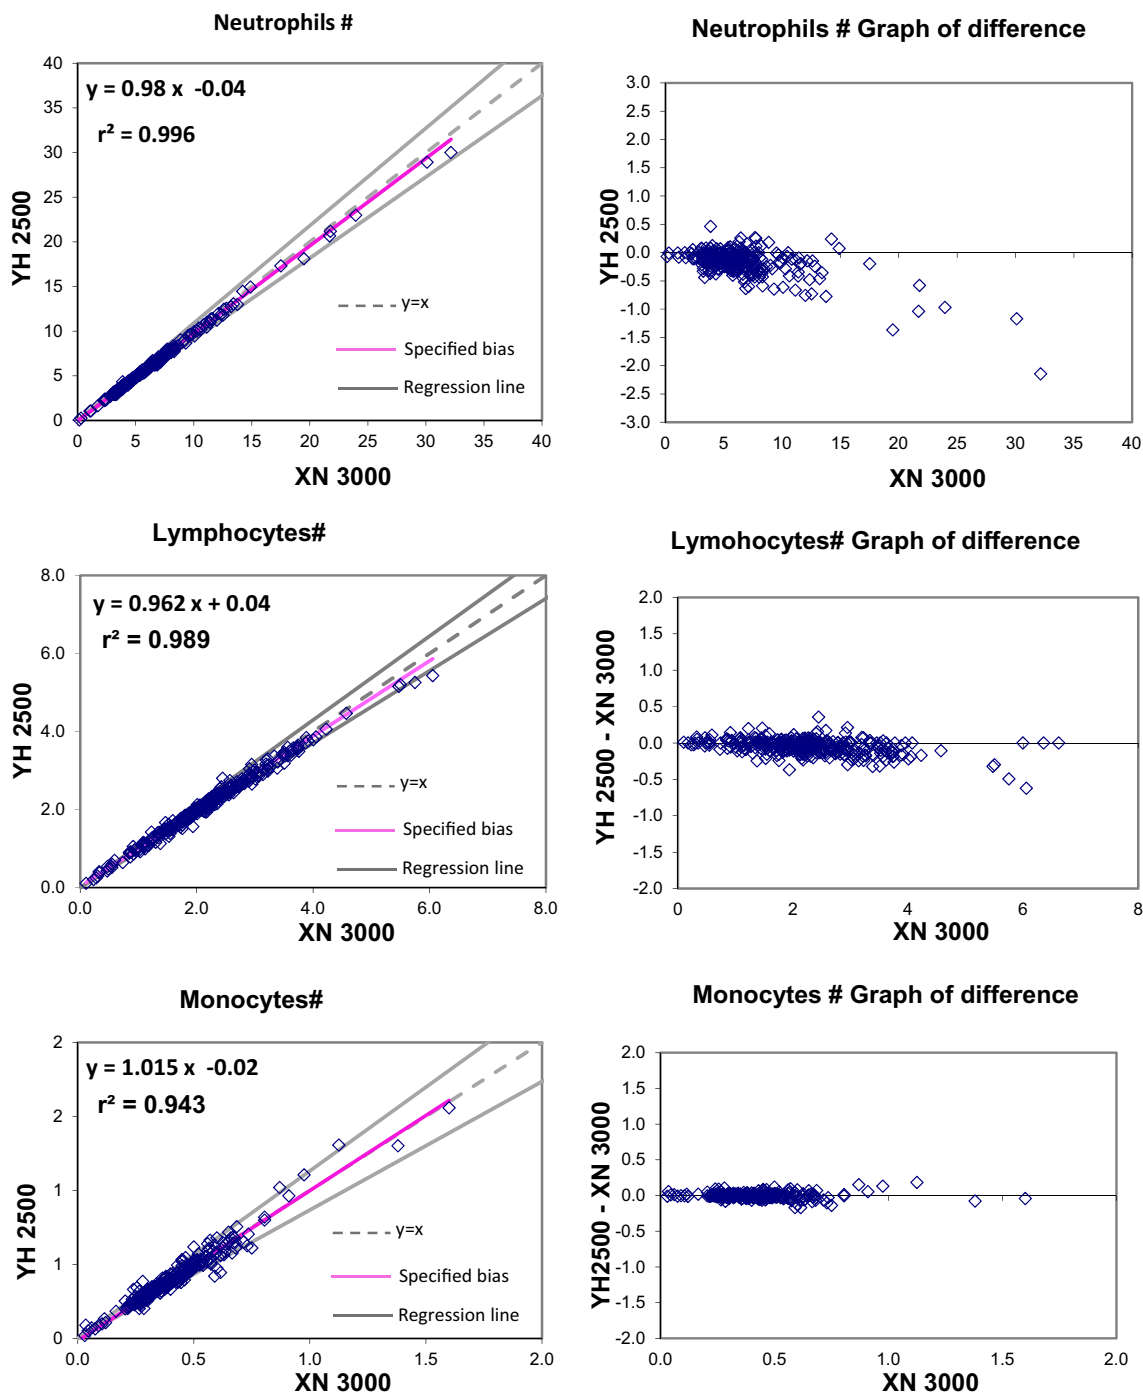 Neutrophils #
40
35
30
25
20
15
10
5
0
YH 2500
y = 0.98 x -0.04
r² = 0.996
y=x
Specified bias
Regression line
0 5 10 15 20 25 30 35 40
XN 3000
Neutrophils # Graph of difference
3.0
2.5
2.0
1.5
1.0
0.5
0.0
-0.5
-1.0
-1.5
-2.0
-2.5
-3.0
YH 2500
0 5 10 15 20 25 30 35 40
XN 3000
Lymphocytes#
8.0
6.0
4.0
2.0
0.0
YH 2500
y = 0.962 x + 0.04
r² = 0.989
y=x
Specified bias
Regression line
0.0 2.0 4.0 6.0 8.0
XN 3000
Lymohocytes# Graph of difference
2.0
1.5
1.0
0.5
0.0
-0.5
-1.0
-1.5
-2.0
YH 2500 - XN 3000
0 2 4 6 8
XN 3000
Monocytes#
2
2
1
1
0
YH 2500
y = 1.015 x -0.02
r² = 0.943
y=x
Specified bias
Regression line
0.0 0.5 1.0 1.5 2.0
XN 3000
Monocytes # Graph of difference
2.0
1.5
1.0
0.5
0.0
-0.5
-1.0
-1.5
-2.0
YH2500 - XN 3000
0.0 0.5 1.0 1.5 2.0
XN 3000